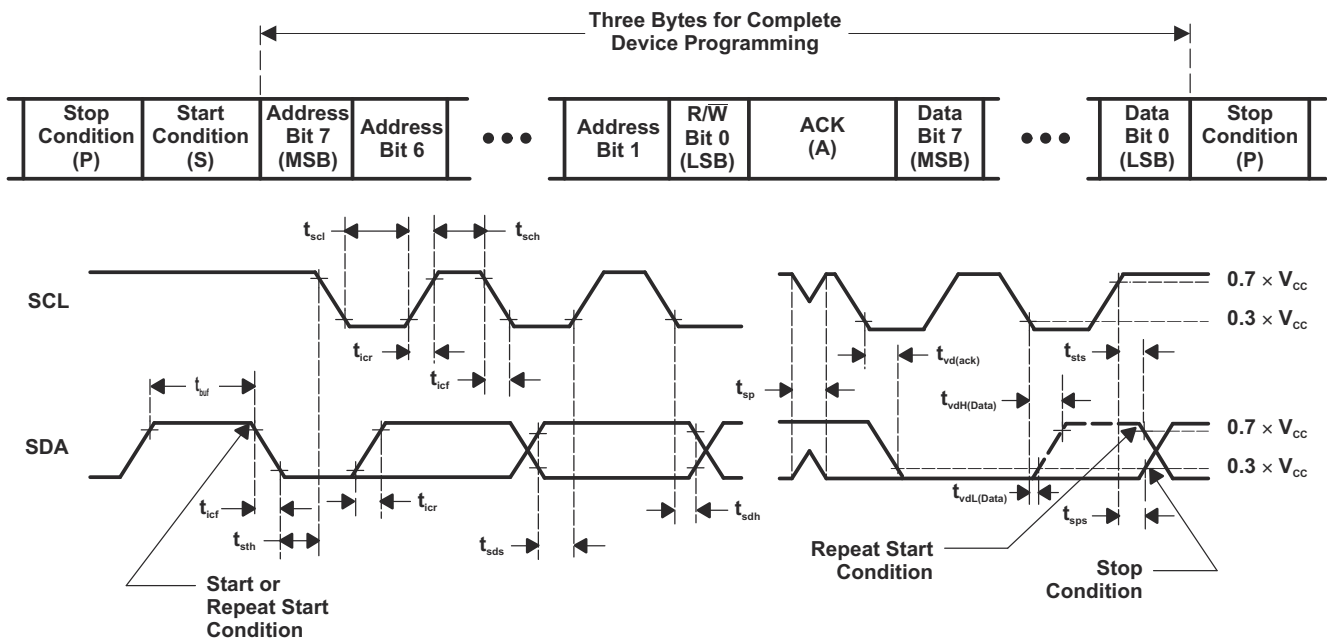 Three Bytes for Complete
Device Programming
Stop
Condition
(P)
Start
Condition
(S)
Address
Bit 7
(MSB)
Address
Bit 6
•••
Address
Bit 1
R/W̅
Bit 0
(LSB)
ACK
(A)
Data
Bit 7
(MSB)
•••
Data
Bit 0
(LSB)
Stop
Condition
(P)
tscl
tsch
SCL
0.7 × VCC
0.3 × VCC
ticr
tvd(ack)
tsts
tbuf
ticf
tsp
tvdH(Data)
SDA
0.7 × VCC
0.3 × VCC
ticf
ticr
tsdh
tvdL(Data)
tsth
tsds
tsps
Start or
Repeat Start
Condition
Repeat Start
Condition
Stop
Condition